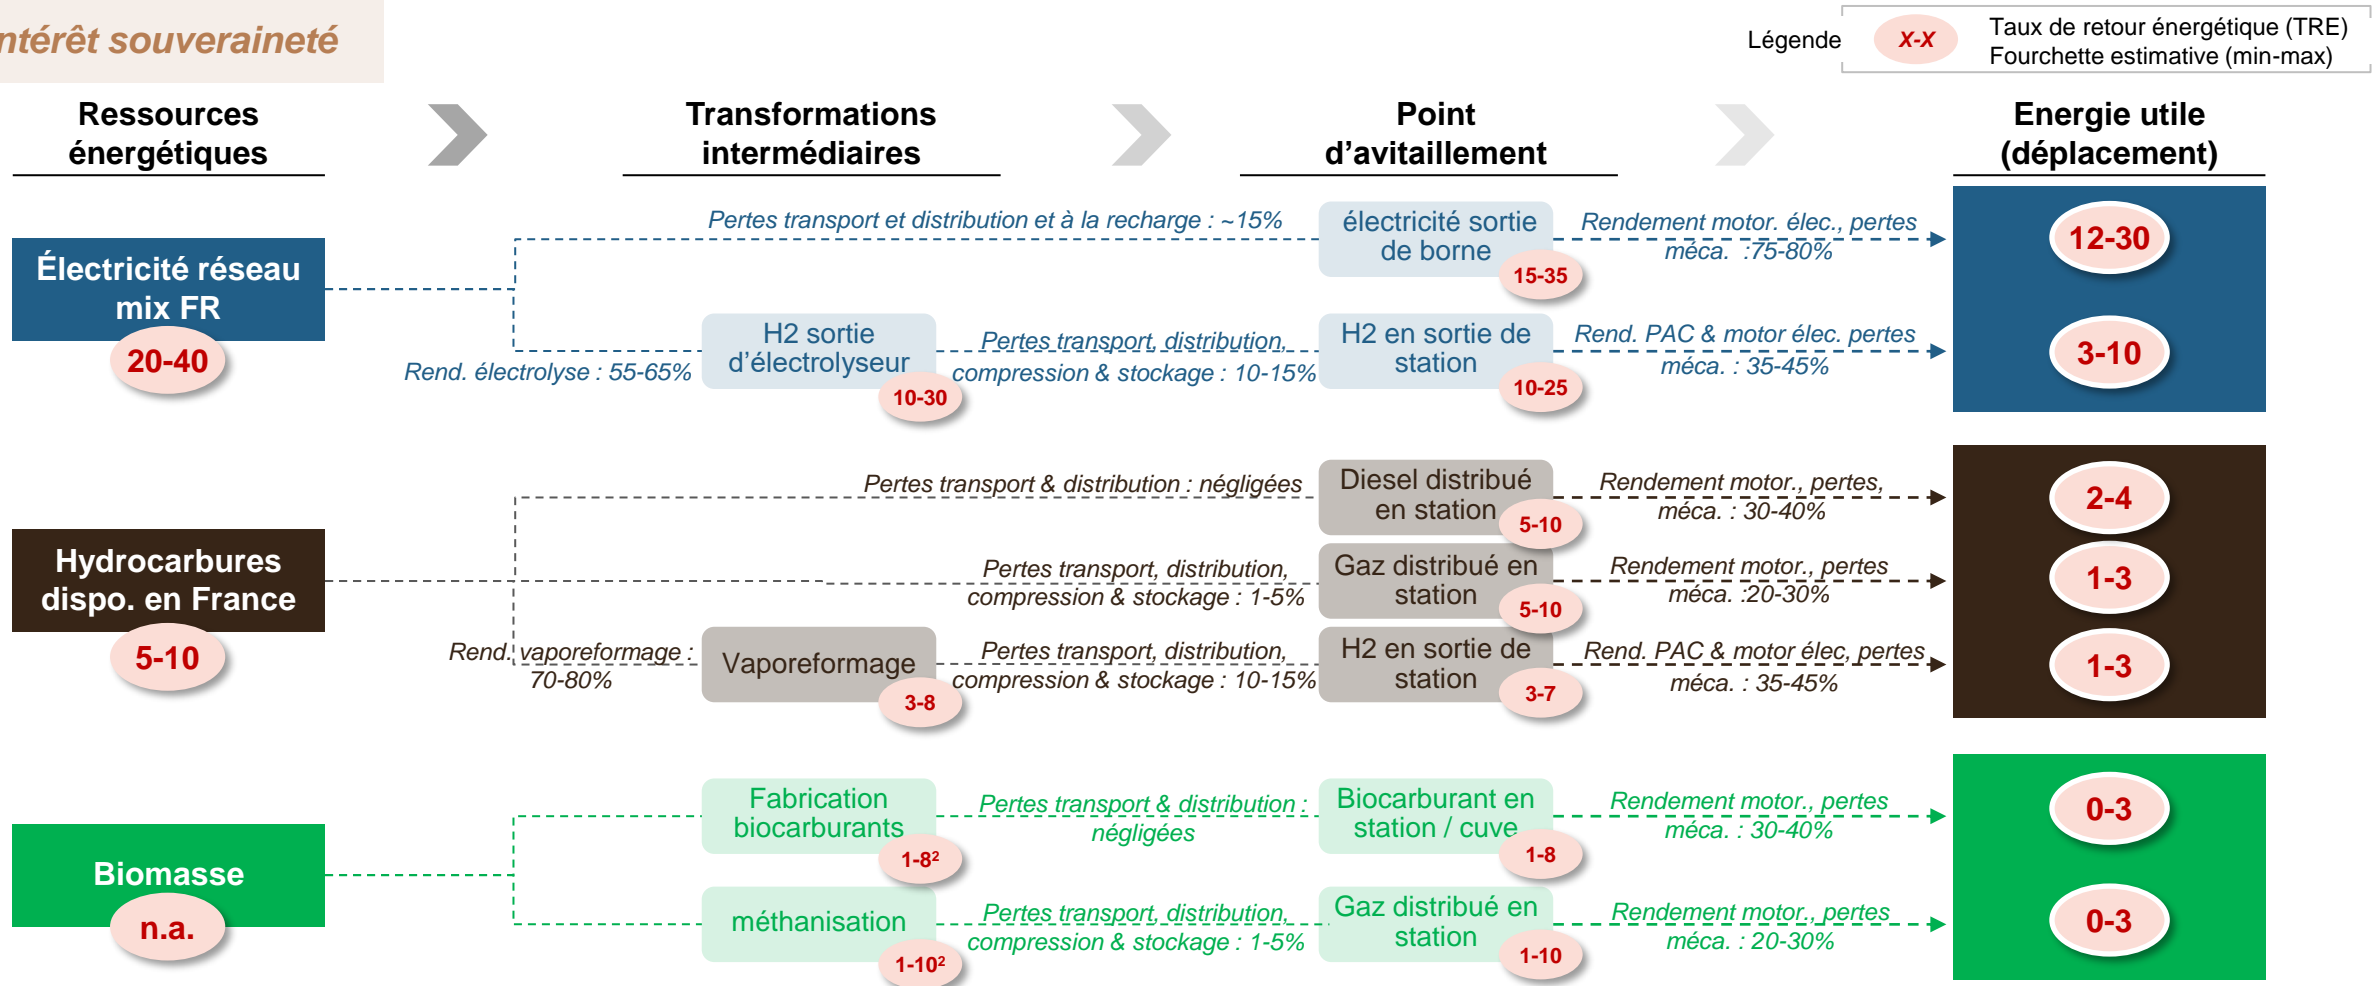 ntérêt souveraineté
Légende
X-X
Taux de retour énergétique (TRE)
Fourchette estimative (min-max)
Ressources
énergétiques
Transformations
intermédiaires
Point
d’avitaillement
Energie utile
(déplacement)
Électricité réseau
mix FR
20-40
Pertes transport et distribution et à la recharge : ~15%
électricité sortie
de borne
15-35
Rendement motor. élec., pertes
méca. :75-80%
12-30
Rend. électrolyse : 55-65%
H2 sortie
d’électrolyseur
10-30
Pertes transport, distribution,
compression & stockage : 10-15%
H2 en sortie de
station
10-25
Rend. PAC & motor élec. pertes
méca. : 35-45%
3-10
Hydrocarbures
dispo. en France
5-10
Pertes transport & distribution : négligées
Diesel distribué
en station
5-10
Rendement motor., pertes,
méca. : 30-40%
2-4
Pertes transport, distribution,
compression & stockage : 1-5%
Gaz distribué en
station
5-10
Rendement motor., pertes
méca. :20-30%
1-3
Rend. vaporeformage :
70-80%
Vaporeformage
3-8
Pertes transport, distribution,
compression & stockage : 10-15%
H2 en sortie de
station
3-7
Rend. PAC & motor élec, pertes
méca. : 35-45%
1-3
Biomasse
n.a.
Fabrication
biocarburants
1-8²
Pertes transport & distribution :
négligées
Biocarburant en
station / cuve
1-8
Rendement motor., pertes
méca. : 30-40%
0-3
méthanisation
1-10²
Pertes transport, distribution,
compression & stockage : 1-5%
Gaz distribué en
station
1-10
Rendement motor., pertes
méca. : 20-30%
0-3